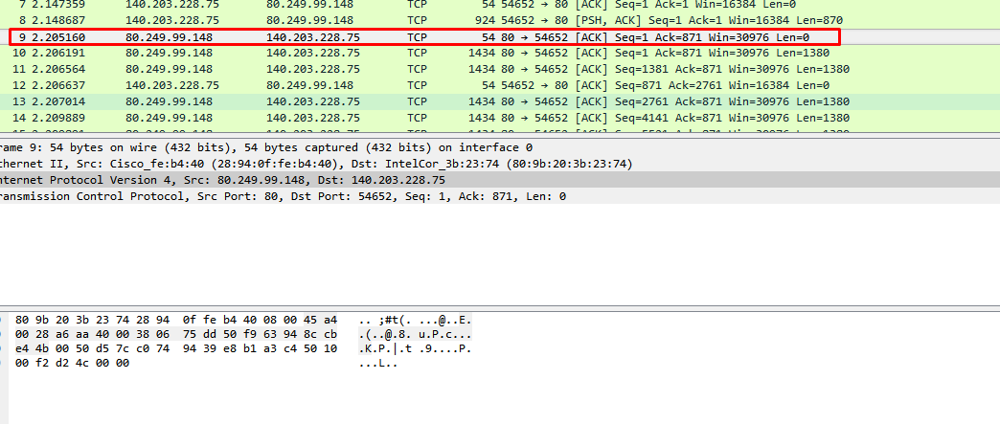 7 2.147359 140.203.228.75 80.249.99.148 TCP 54 54652 → 80 [ACK] Seq=1 Ack=1 Win=16384 Len=0
8 2.148687 140.203.228.75 80.249.99.148 TCP 924 54652 → 80 [PSH, ACK] Seq=1 Ack=1 Win=16384 Len=870
9 2.205160 80.249.99.148 140.203.228.75 TCP 54 80 → 54652 [ACK] Seq=1 Ack=871 Win=30976 Len=0
10 2.206191 80.249.99.148 140.203.228.75 TCP 1434 80 → 54652 [ACK] Seq=1 Ack=871 Win=30976 Len=1380
11 2.206564 80.249.99.148 140.203.228.75 TCP 1434 80 → 54652 [ACK] Seq=1381 Ack=871 Win=30976 Len=1380
12 2.206637 140.203.228.75 80.249.99.148 TCP 54 54652 → 80 [ACK] Seq=871 Ack=2761 Win=16384 Len=0
13 2.207014 80.249.99.148 140.203.228.75 TCP 1434 80 → 54652 [ACK] Seq=2761 Ack=871 Win=30976 Len=1380
14 2.209889 80.249.99.148 140.203.228.75 TCP 1434 80 → 54652 [ACK] Seq=4141 Ack=871 Win=30976 Len=1380
rame 9: 54 bytes on wire (432 bits), 54 bytes captured (432 bits) on interface 0
thernet II, Src: Cisco_fe:b4:40 (28:94:0f:fe:b4:40), Dst: IntelCor_3b:23:74 (80:9b:20:3b:23:74)
nternet Protocol Version 4, Src: 80.249.99.148, Dst: 140.203.228.75
ransmission Control Protocol, Src Port: 80, Dst Port: 54652, Seq: 1, Ack: 871, Len: 0
80 9b 20 3b 23 74 28 94 0f fe b4 40 08 00 45 a4 .. ;#t(. ...@..E.
00 28 a6 aa 40 00 38 06 75 dd 50 f9 63 94 8c cb .(..@.8. u.P.c...
e4 4b 00 50 d5 7c c0 74 94 39 e8 b1 a3 c4 50 10 .K.P.|.t .9....P.
00 f2 d2 4c 00 00 ...L..